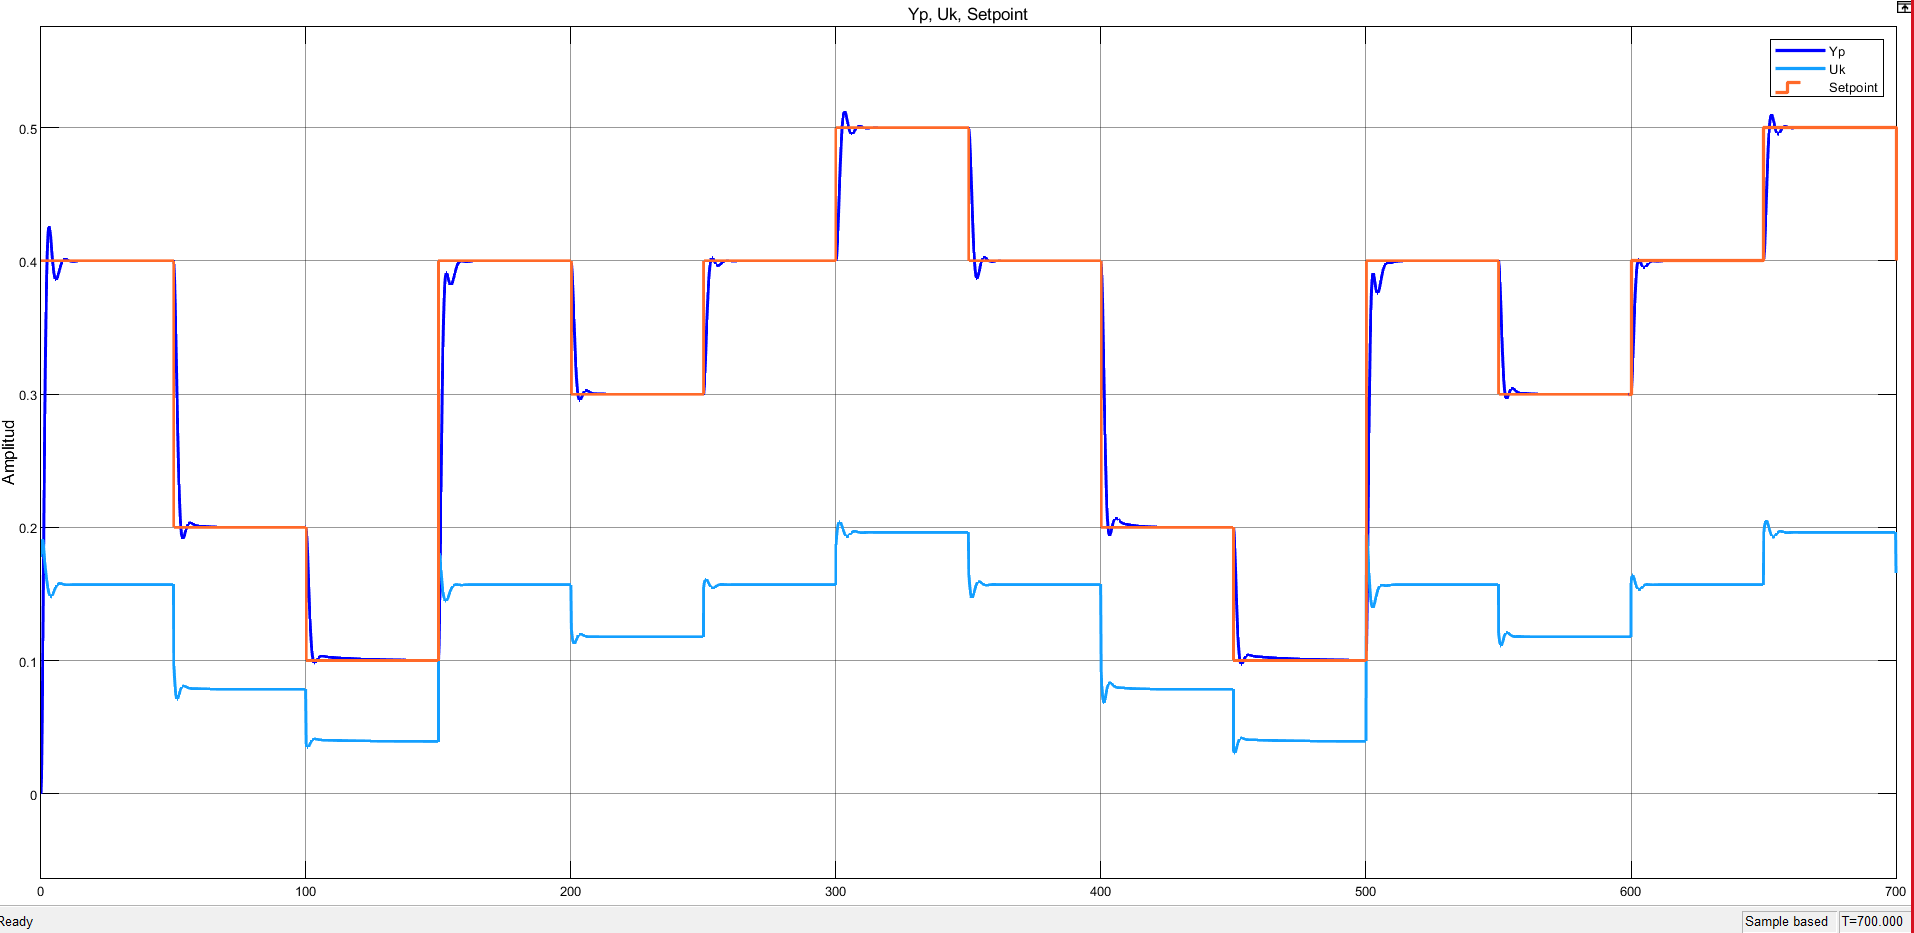 Yp, Uk, Setpoint
Yp
Uk
Setpoint
Amplitud
0.5
0.4
0.3
0.2
0.1
0
0 100 200 300 400 500 600 700
Ready
Sample based T=700.000